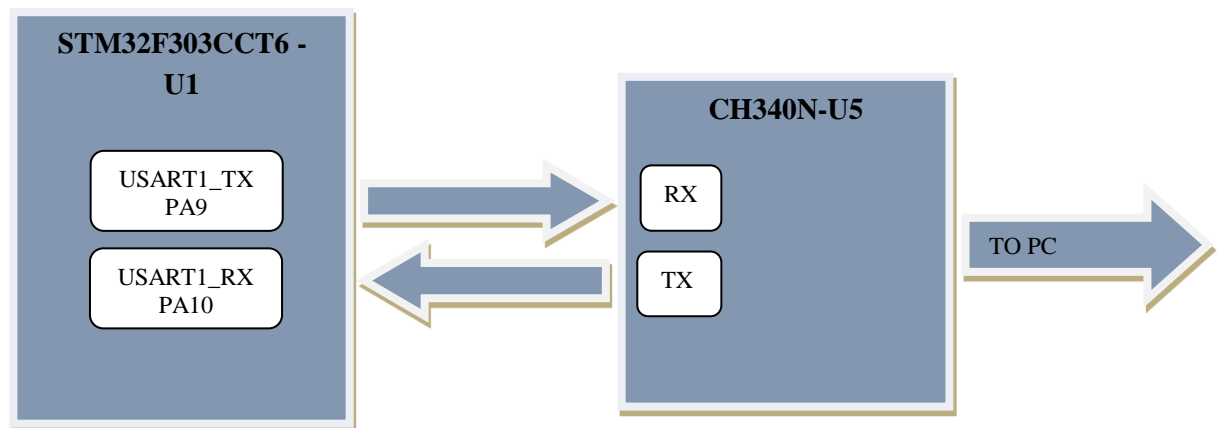 STM32F303CCT6 -
U1
USART1_TX
PA9
USART1_RX
PA10
CH340N-U5
RX
TX
TO PC